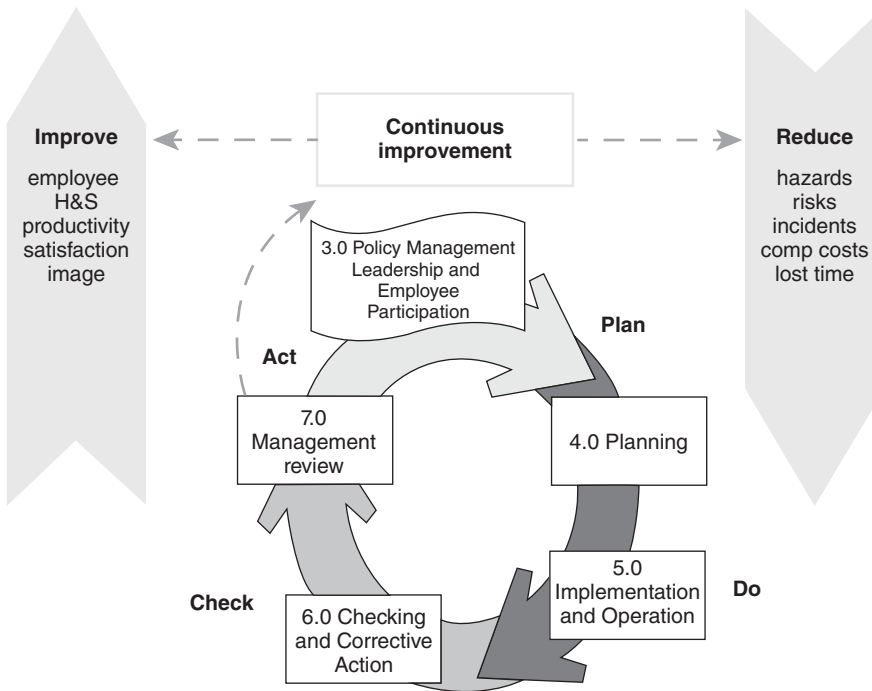 Improve
employee
H&S
productivity
satisfaction
image
Continuous
improvement
Reduce
hazards
risks
incidents
comp costs
lost time
3.0 Policy Management
Leadership and
Employee
Participation
Plan
Act
7.0
Management
review
4.0 Planning
5.0
Implementation
and Operation
Do
Check
6.0 Checking
and Corrective
Action